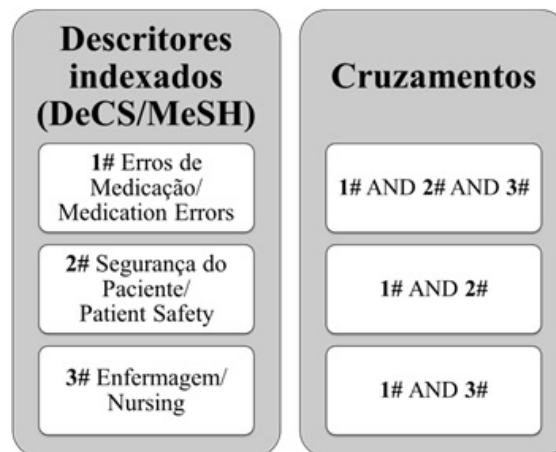 Descritores
indexados
(DeCS/MeSH)
1# Erros de
Medicação/
Medication Errors
2# Segurança do
Paciente/
Patient Safety
3# Enfermagem/
Nursing
Cruzamentos
1# AND 2# AND 3#
1# AND 2#
1# AND 3#